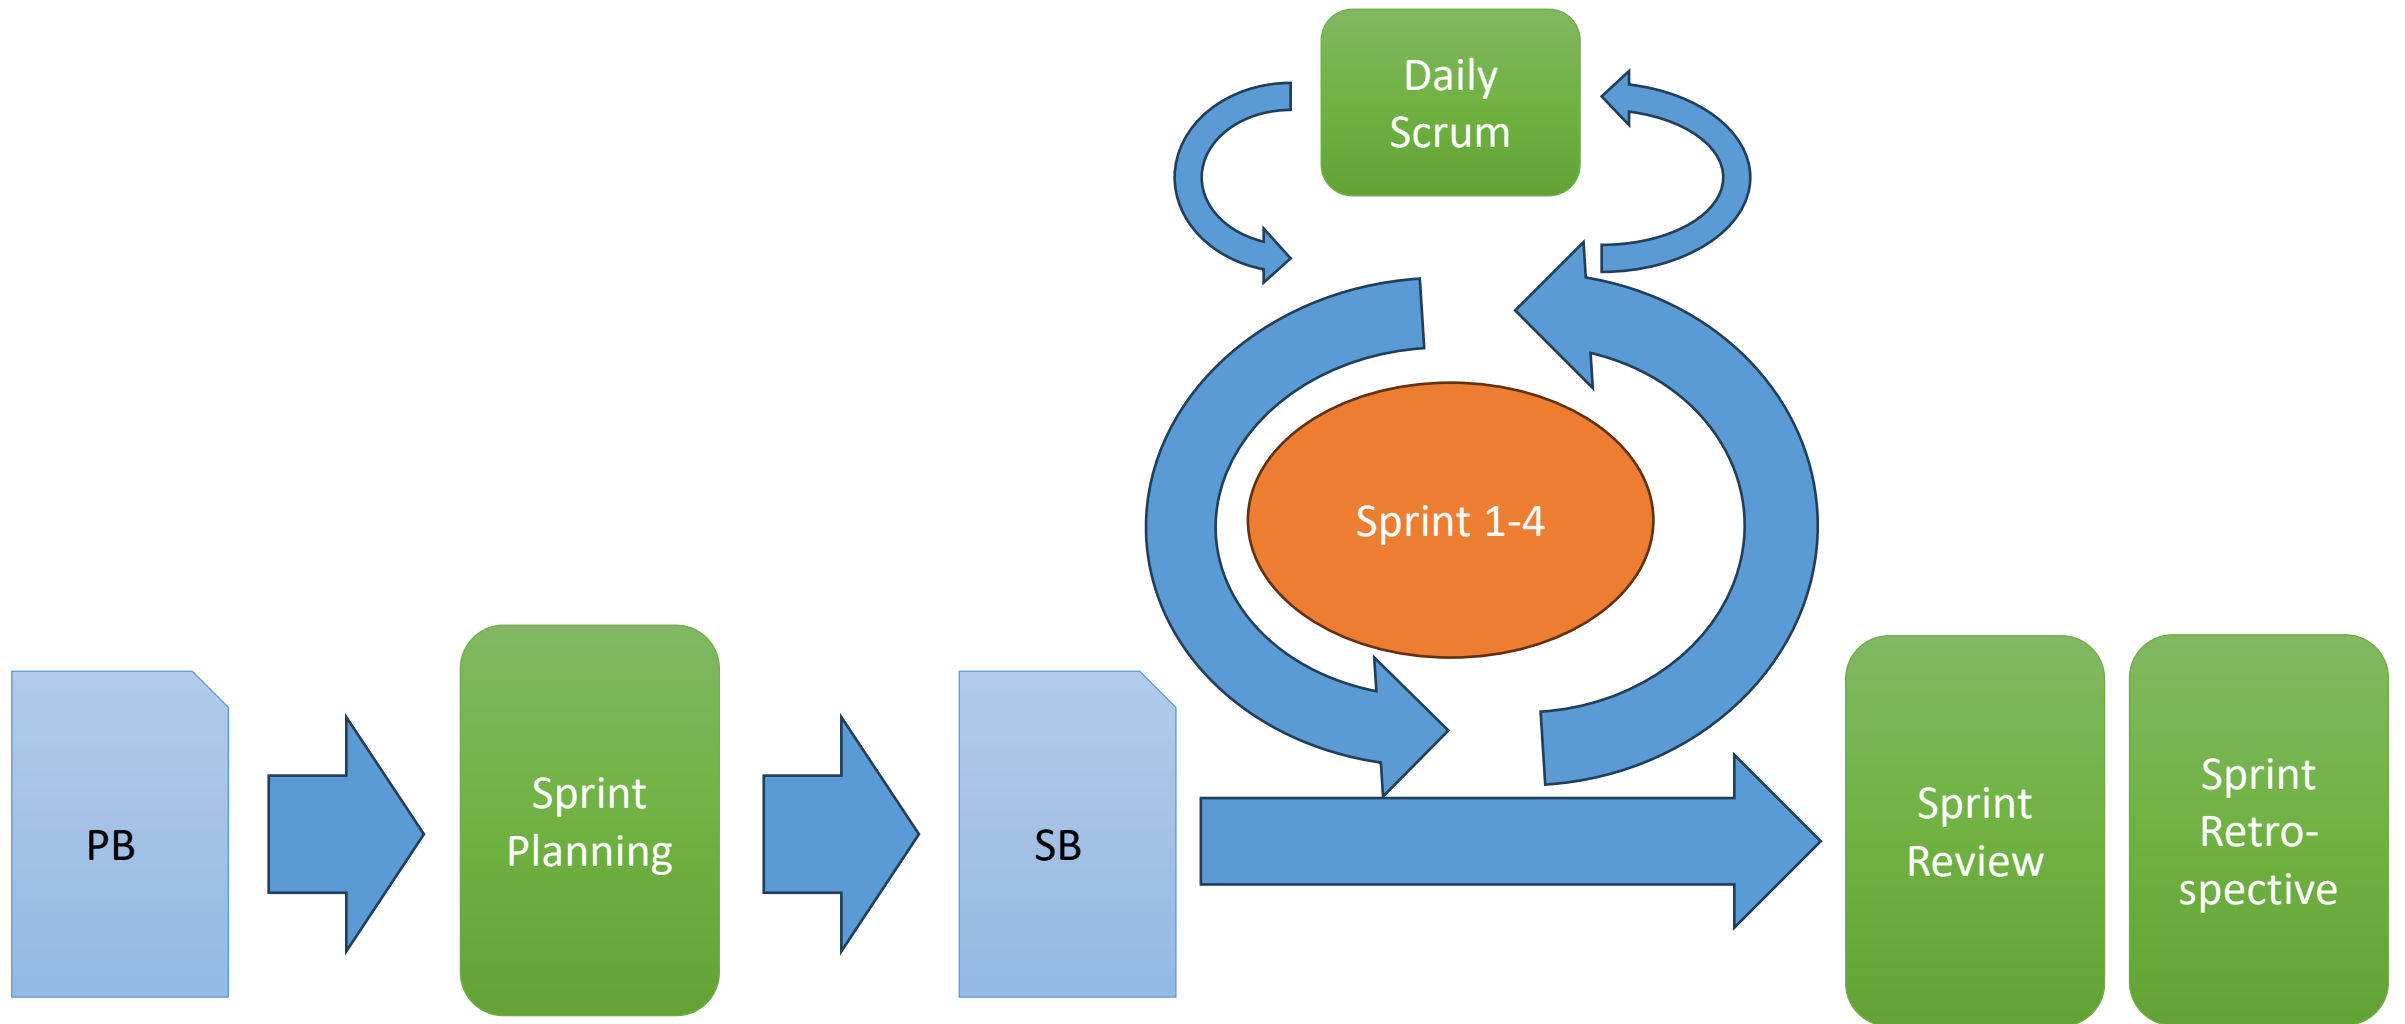 Daily
Scrum
Sprint 1-4
PB
Sprint
Planning
SB
Sprint
Review
Sprint
Retro-
spective